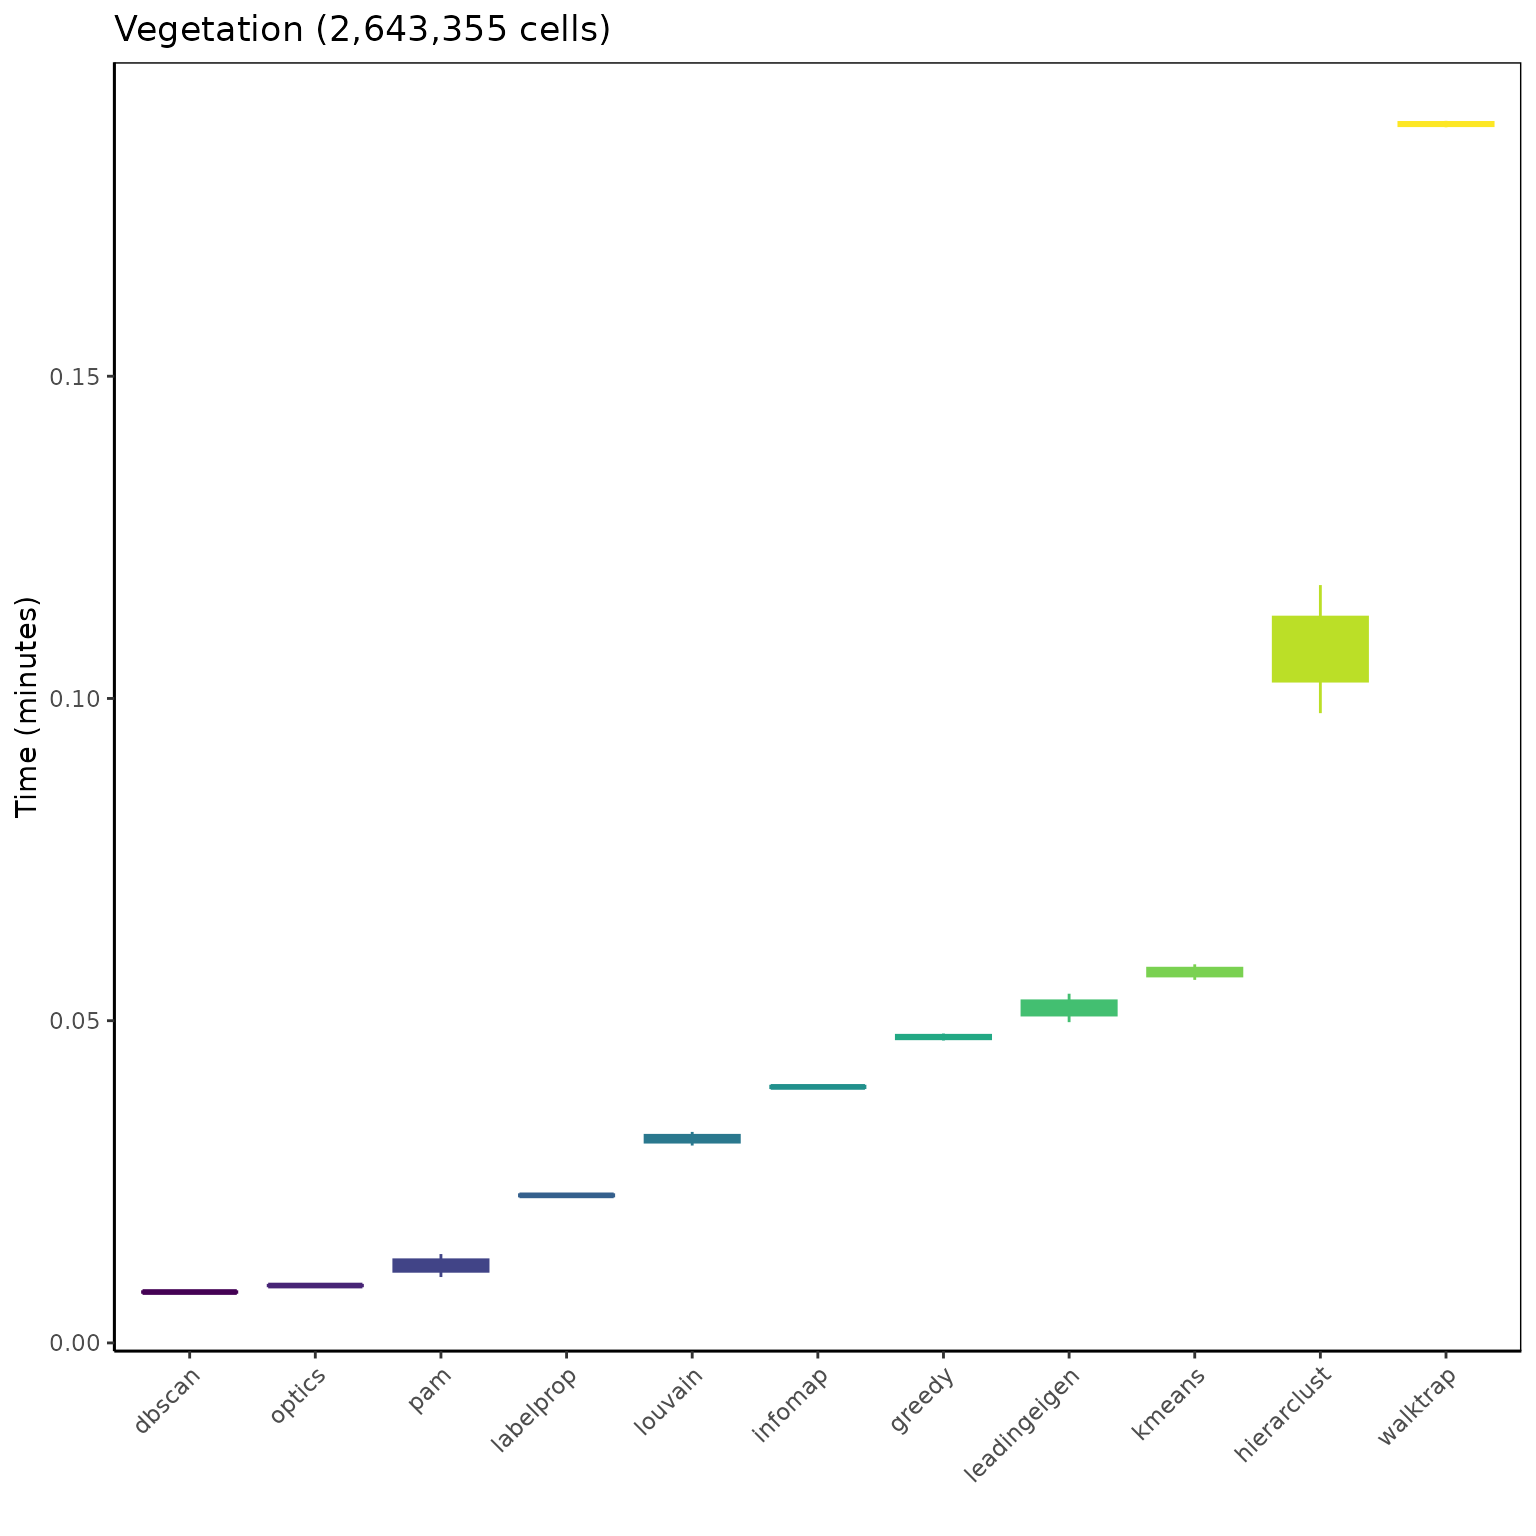 Vegetation (2,643,355 cells)
Time (minutes)
0.15
0.10
0.05
0.00
dbscan
optics
pam
labelprop
louvain
infomap
greedy
leadingeigen
kmeans
hierarclust
walktrap